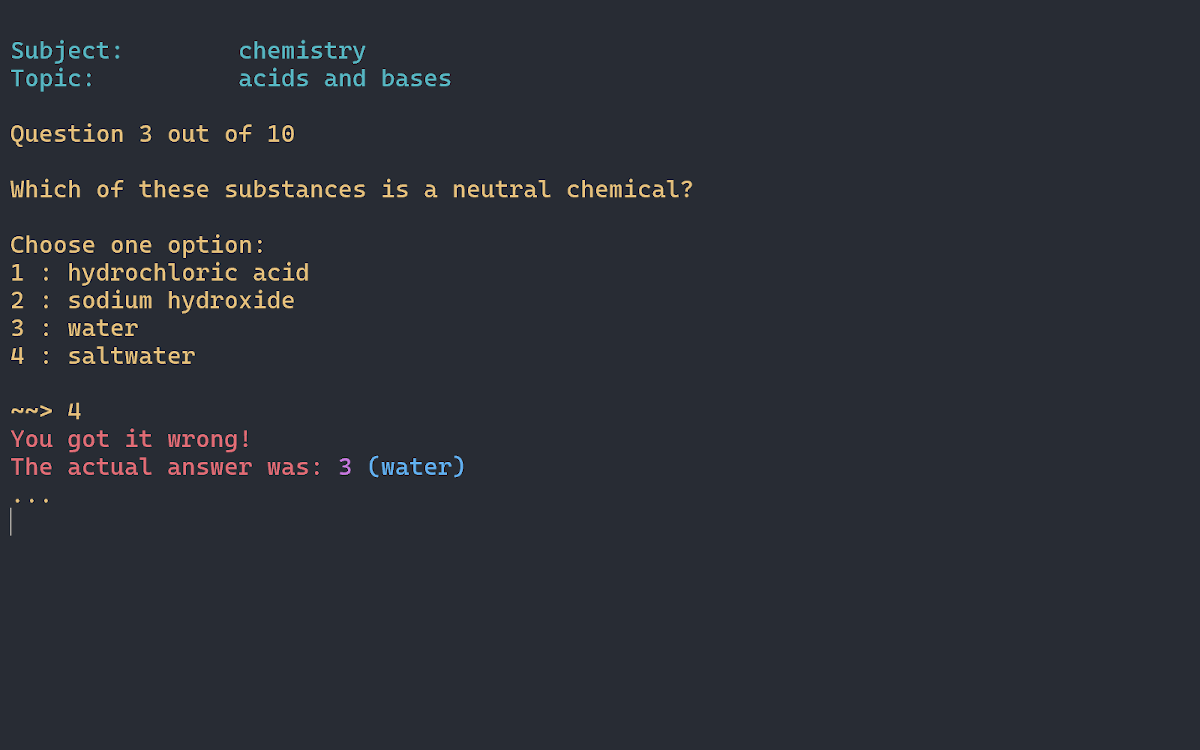 Subject:        chemistry
Topic:          acids and bases
Question 3 out of 10
Which of these substances is a neutral chemical?
Choose one option:
1 : hydrochloric acid
2 : sodium hydroxide
3 : water
4 : saltwater
~~> 4
You got it wrong!
The actual answer was: 3 (water)
...